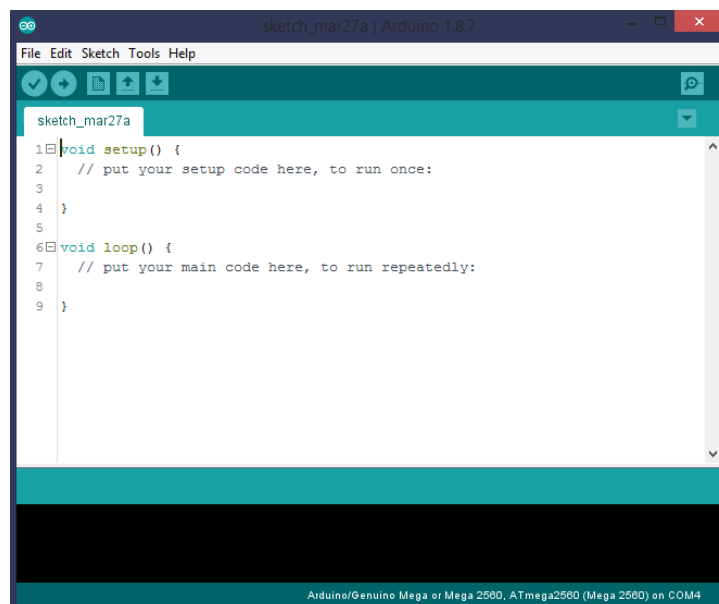 sketch_mar27a | Arduino 1.8.7
File Edit Sketch Tools Help
sketch_mar27a
1 void setup() {
2 // put your setup code here, to run once:
3
4 }
5
6 void loop() {
7 // put your main code here, to run repeatedly:
8
9 }
Arduino/Genuino Mega or Mega 2560, ATmega2560 (Mega 2560) on COM4